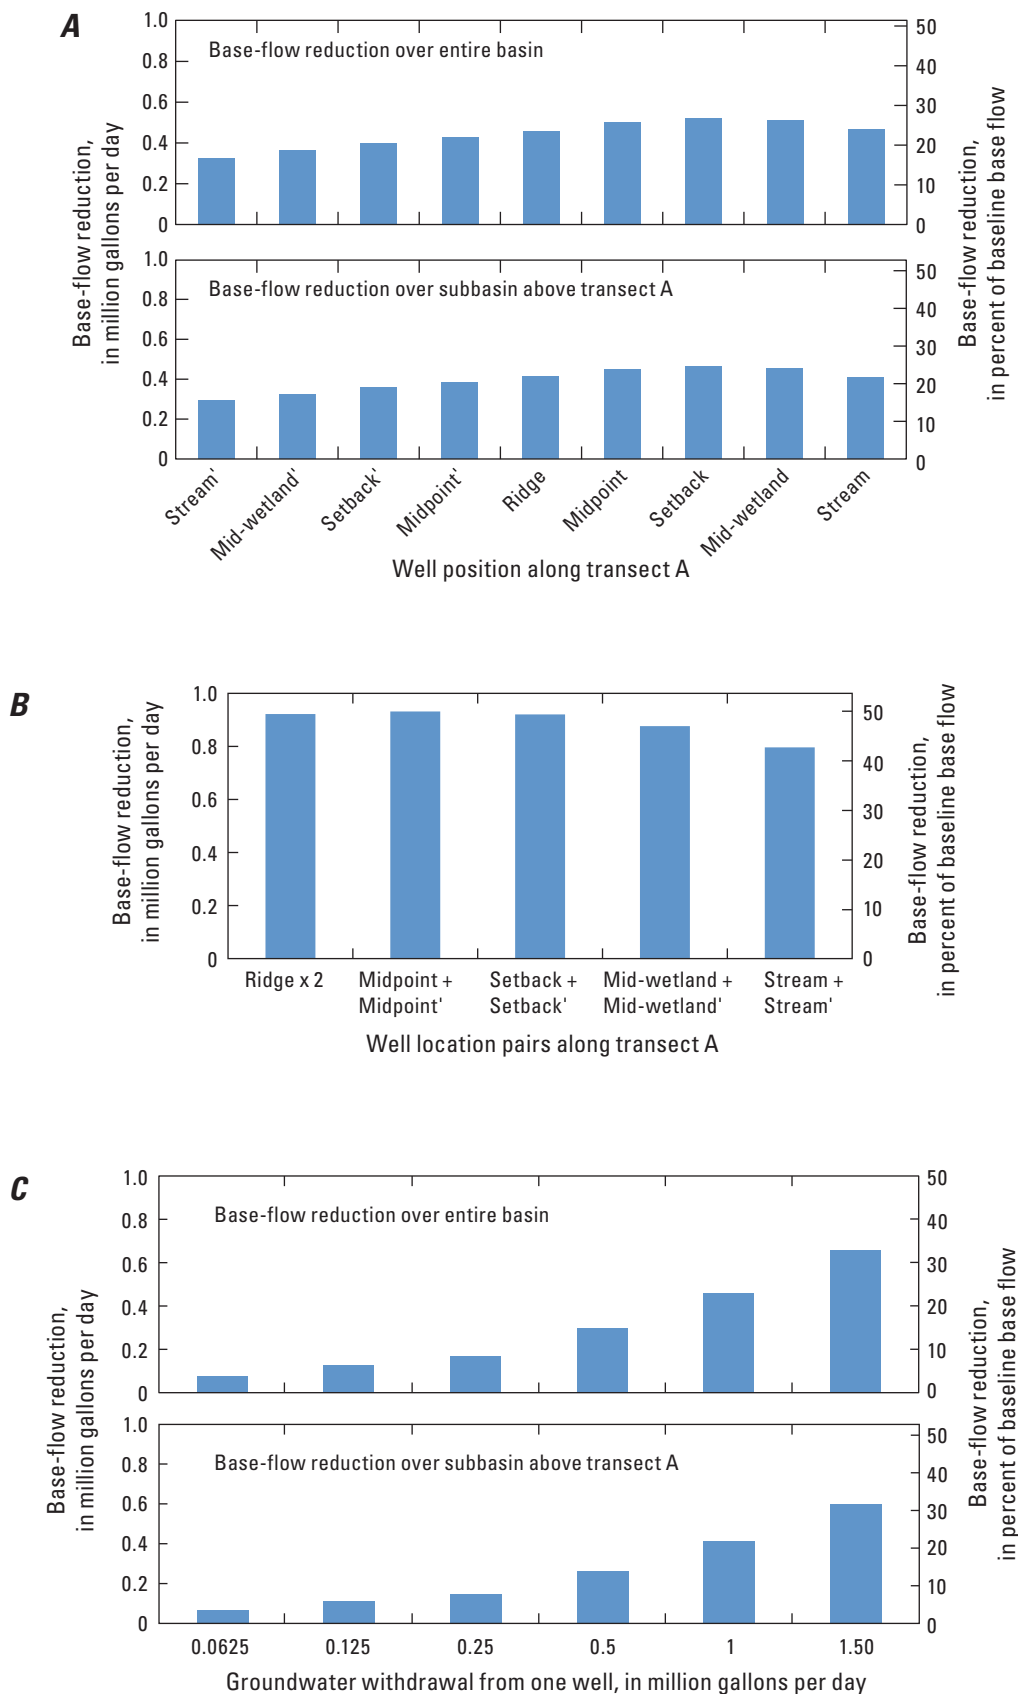 A
Base-flow reduction,
in million gallons per day
1.0
0.8
0.6
0.4
0.2
0
Base-flow reduction over entire basin
50
40
30
20
10
0
Base-flow reduction,
in percent of baseline base flow
1.0
0.8
0.6
0.4
0.2
0
Base-flow reduction over subbasin above transect A
50
40
30
20
10
0
Stream'
Mid-wetland'
Setback'
Midpoint'
Ridge
Midpoint
Setback
Mid-wetland
Stream
Well position along transect A
B
Base-flow reduction,
in million gallons per day
1.0
0.8
0.6
0.4
0.2
0
50
40
30
20
10
0
Base-flow reduction,
in percent of baseline base flow
Ridge x 2
Midpoint +
Midpoint'
Setback +
Setback'
Mid-wetland +
Mid-wetland'
Stream +
Stream'
Well location pairs along transect A
C
Base-flow reduction,
in million gallons per day
1.0
0.8
0.6
0.4
0.2
0
Base-flow reduction over entire basin
50
40
30
20
10
0
Base-flow reduction,
in percent of baseline base flow
1.0
0.8
0.6
0.4
0.2
0
Base-flow reduction over subbasin above transect A
50
40
30
20
10
0
0.0625
0.125
0.25
0.5
1
1.50
Groundwater withdrawal from one well, in million gallons per day